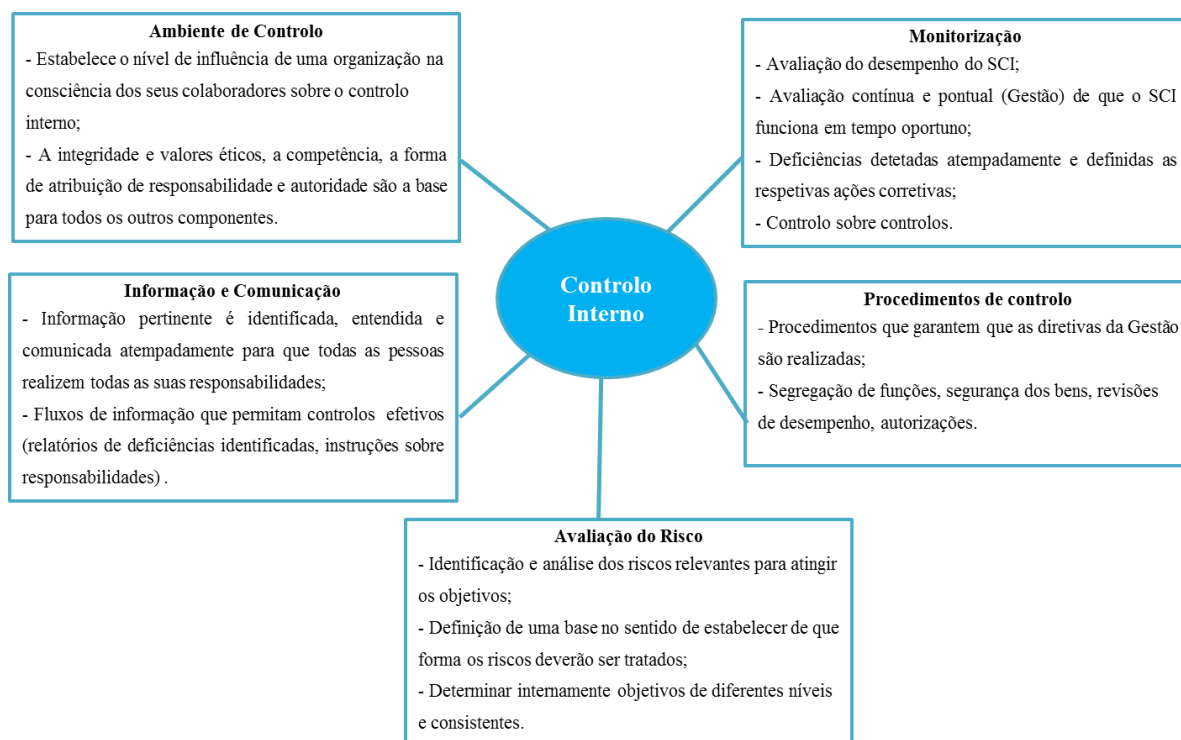 Ambiente de Controlo
- Estabelece o nível de influência de uma organização na
consciência dos seus colaboradores sobre o controlo
interno;
- A integridade e valores éticos, a competência, a forma
de atribuição de responsabilidade e autoridade são a base
para todos os outros componentes.
Monitorização
- Avaliação do desempenho do SCI;
- Avaliação contínua e pontual (Gestão) de que o SCI
funciona em tempo oportuno;
- Deficiências detetadas atempadamente e definidas as
respetivas ações corretivas;
- Controlo sobre controlos.
Controlo
Interno
Informação e Comunicação
- Informação pertinente é identificada, entendida e
comunicada atempadamente para que todas as pessoas
realizem todas as suas responsabilidades;
- Fluxos de informação que permitam controlos efetivos
(relatórios de deficiências identificadas, instruções sobre
responsabilidades) .
Procedimentos de controlo
- Procedimentos que garantem que as diretivas da Gestão
são realizadas;
- Segregação de funções, segurança dos bens, revisões
de desempenho, autorizações.
Avaliação do Risco
- Identificação e análise dos riscos relevantes para atingir
os objetivos;
- Definição de uma base no sentido de estabelecer de que
forma os riscos deverão ser tratados;
- Determinar internamente objetivos de diferentes níveis
e consistentes.